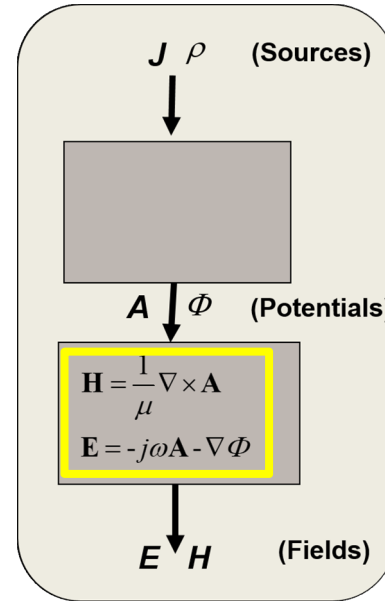 J ρ (Sources)
A Φ (Potentials)
H = 1/μ ∇ × A
E = -jωA - ∇Φ
E H (Fields)